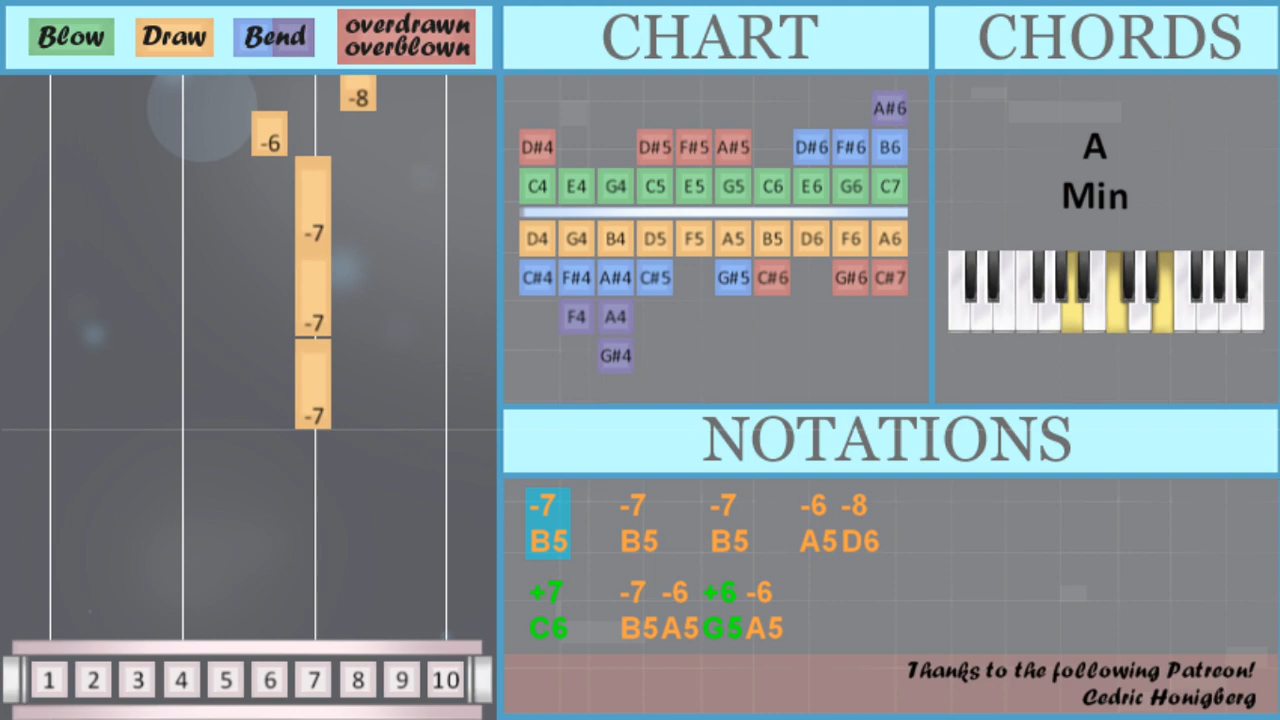 Blow Draw Bend overdrawn
overblown
CHART
CHORDS
-8
-6
-7
-7
-7
1 2 3 4 5 6 7 8 9 10
A#6
D#4 D#5 F#5 A#5 D#6 F#6 B6
C4 E4 G4 C5 E5 G5 C6 E6 G6 C7
D4 G4 B4 D5 F5 A5 B5 D6 F6 A6
C#4 F#4 A#4 C#5 G#5 C#6 G#6 C#7
F4 A4
G#4
A
Min
NOTATIONS
-7 -7 -7 -6 -8
B5 B5 B5 A5 D6
+7 -7 -6 +6 -6
C6 B5 A5 G5 A5
Thanks to the following Patreon!
Cedric Honigberg